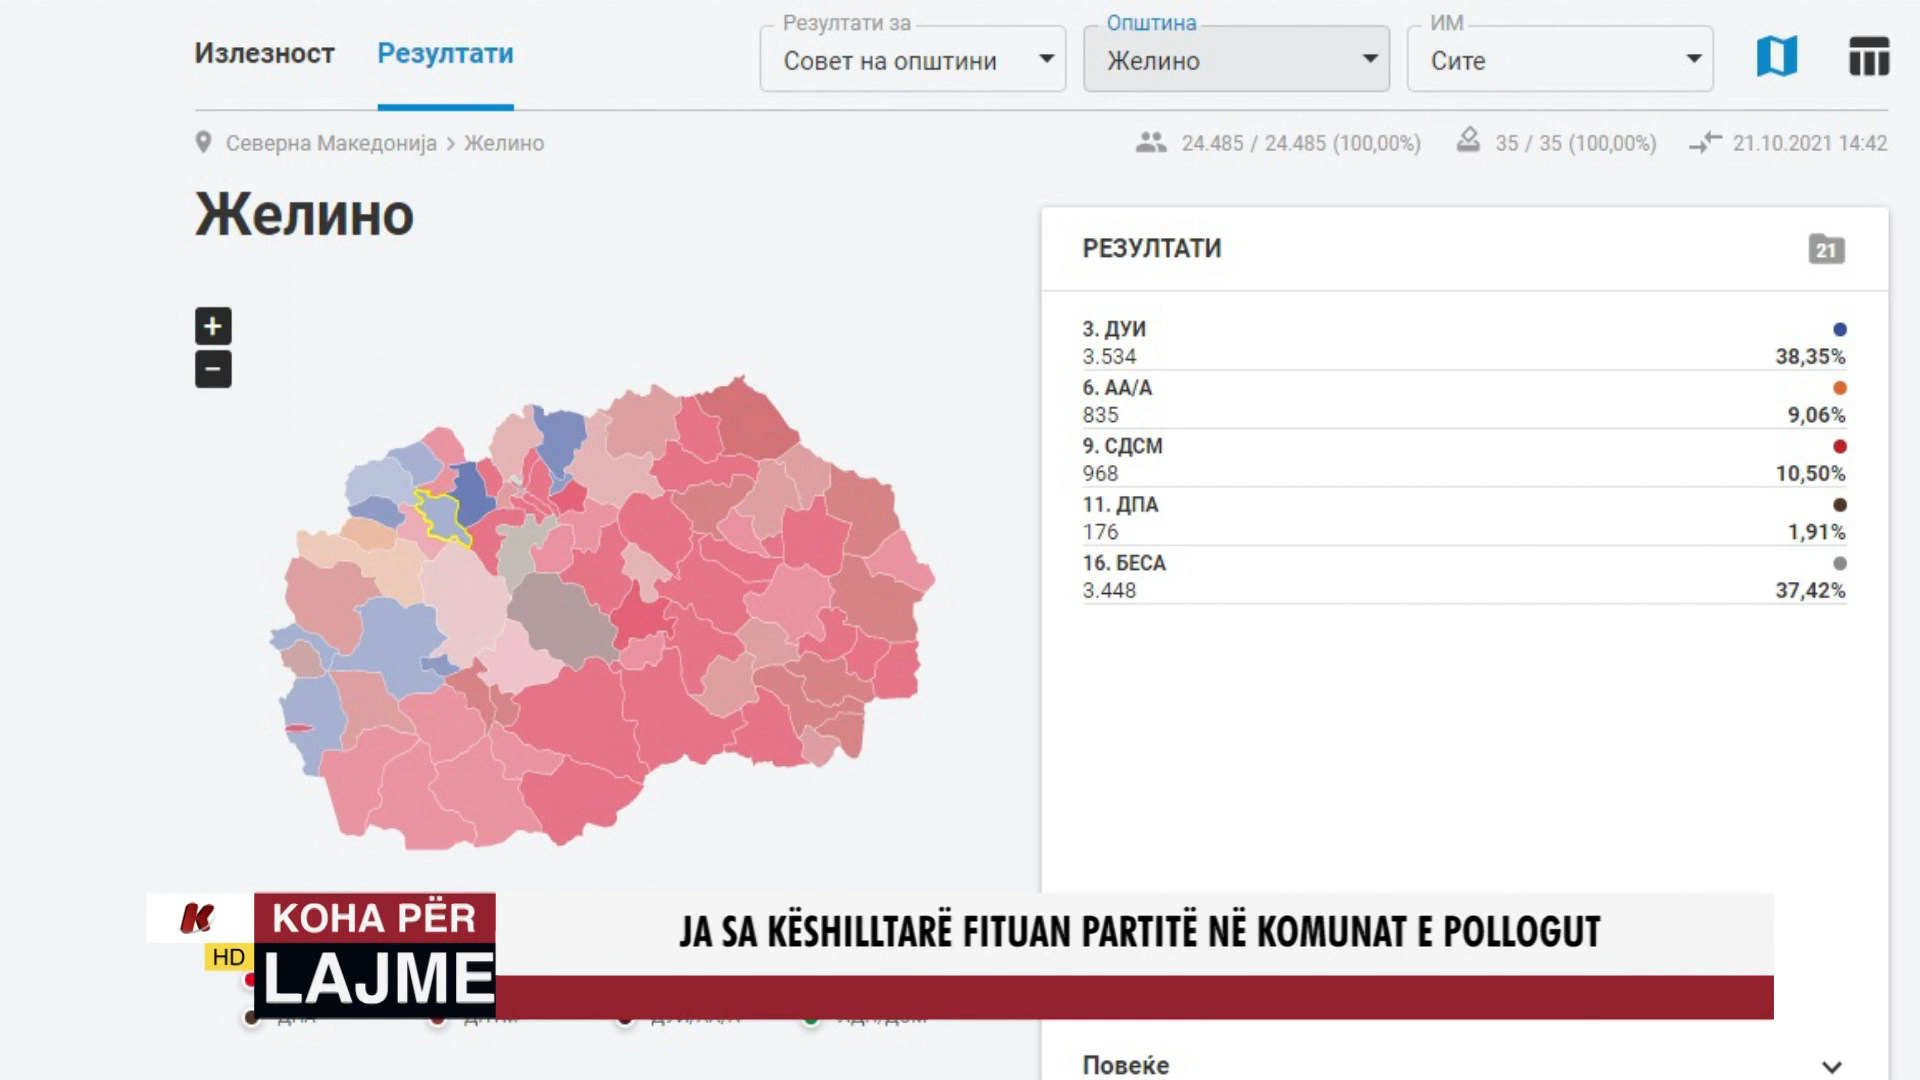 Излезност Резултати
Резултати за
Совет на општини
Општина
Желино
ИМ
Сите
Северна Македонија > Желино
24.485 / 24.485 (100,00%) 35 / 35 (100,00%) 21.10.2021 14:42
Желино
+
−
РЕЗУЛТАТИ 21
3. ДУИ
3.534 38,35%
6. АА/А
835 9,06%
9. СДСМ
968 10,50%
11. ДПА
176 1,91%
16. БЕСА
3.448 37,42%
K
HD
KOHA PËR
LAJME
JA SA KËSHILLTARË FITUAN PARTITË NË KOMUNAT E POLLOGUT
Повеќе